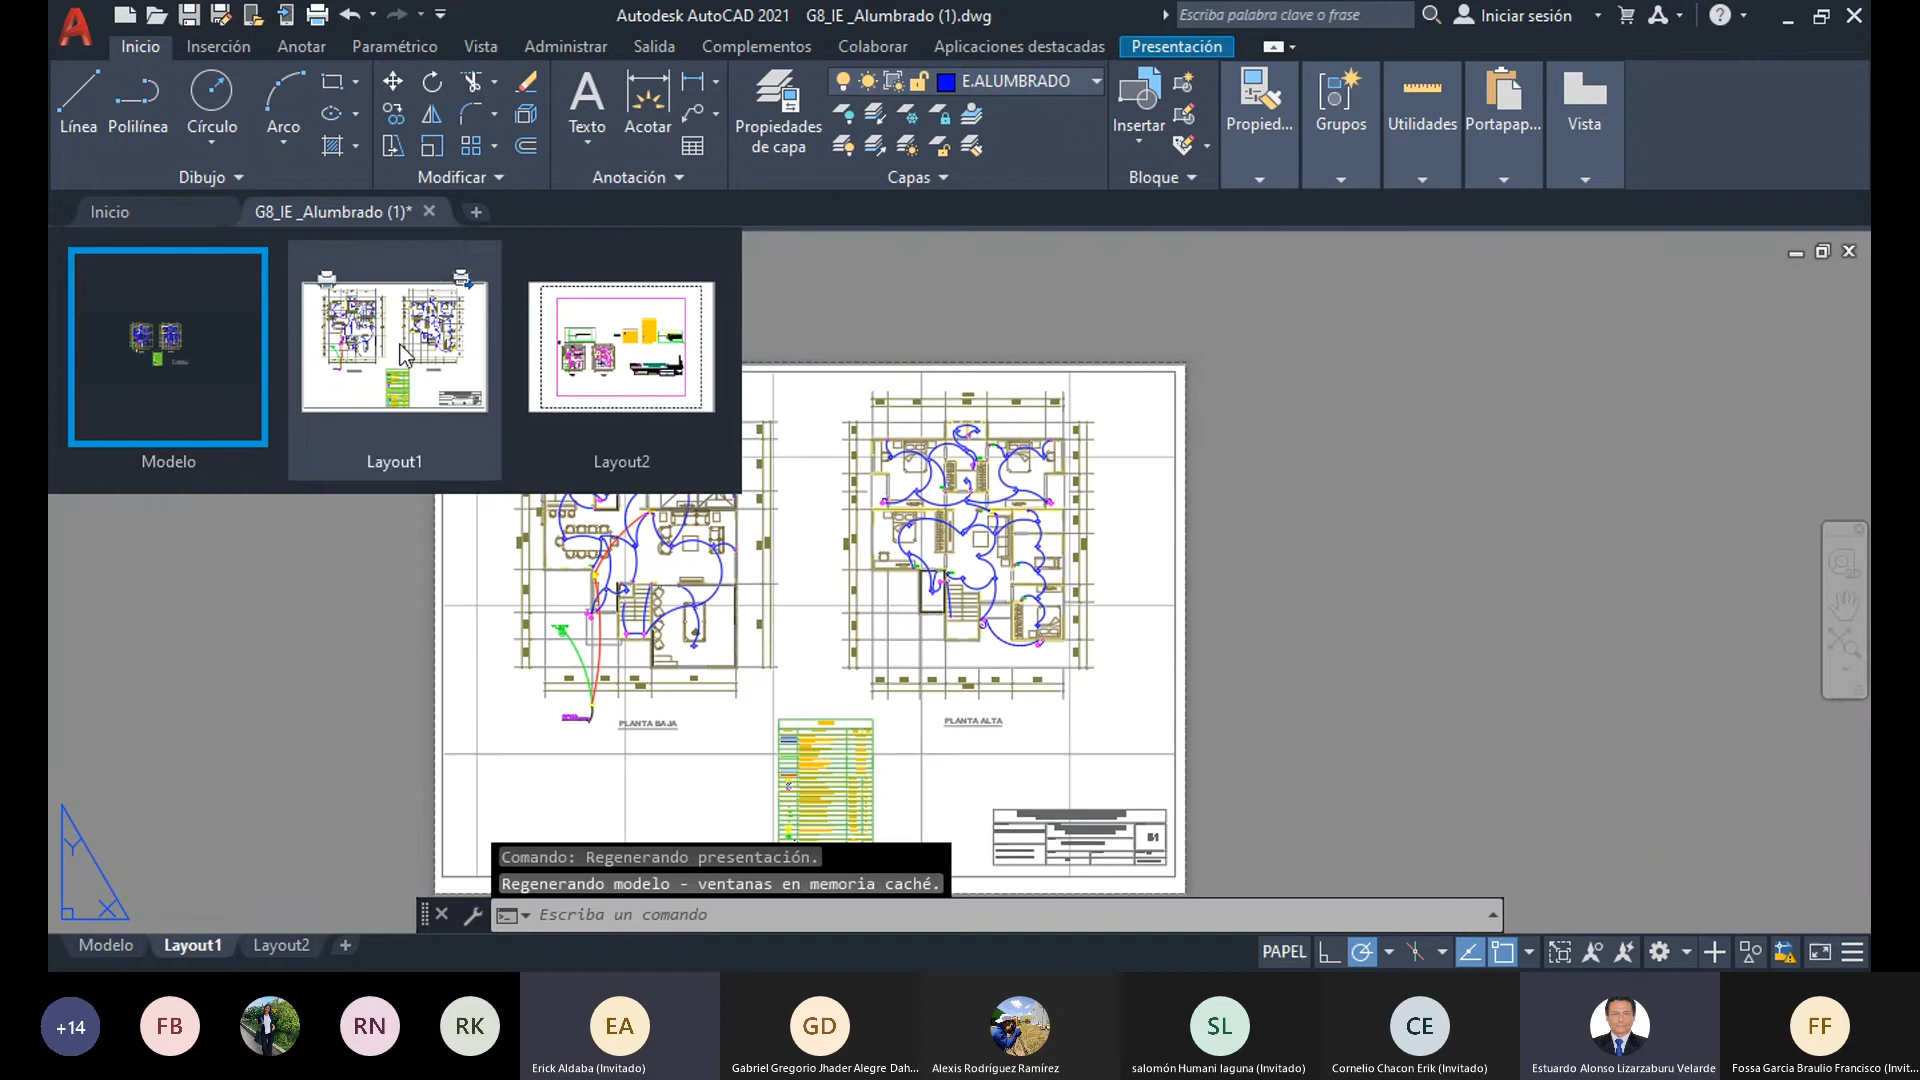 Autodesk AutoCAD 2021 G8_IE _Alumbrado (1).dwg
Escriba palabra clave o frase
Iniciar sesión
Inicio Inserción Anotar Paramétrico Vista Administrar Salida Complementos Colaborar Aplicaciones destacadas Presentación
E.ALUMBRADO
Línea Polilínea Círculo Arco Texto Acotar Propiedades de capa Insertar Propied... Grupos Utilidades Portapap... Vista
Dibujo Modificar Anotación Capas Bloque
Inicio G8_IE _Alumbrado (1)*
Modelo Layout1 Layout2
PLANTA BAJA
PLANTA ALTA
Y
X
2D
Comando: Regenerando presentación.
Regenerando modelo - ventanas en memoria caché.
Escriba un comando
Modelo Layout1 Layout2
PAPEL
+14 FB RN RK EA GD SL CE FF
Erick Aldaba (Invitado)
Gabriel Gregorio Jhader Alegre Dah...
Alexis Rodríguez Ramírez
salomón Humani laguna (Invitado)
Cornelio Chacon Erik (Invitado)
Estuardo Alonso Lizarzaburu Velarde
Fossa Garcia Braulio Francisco (Invit...